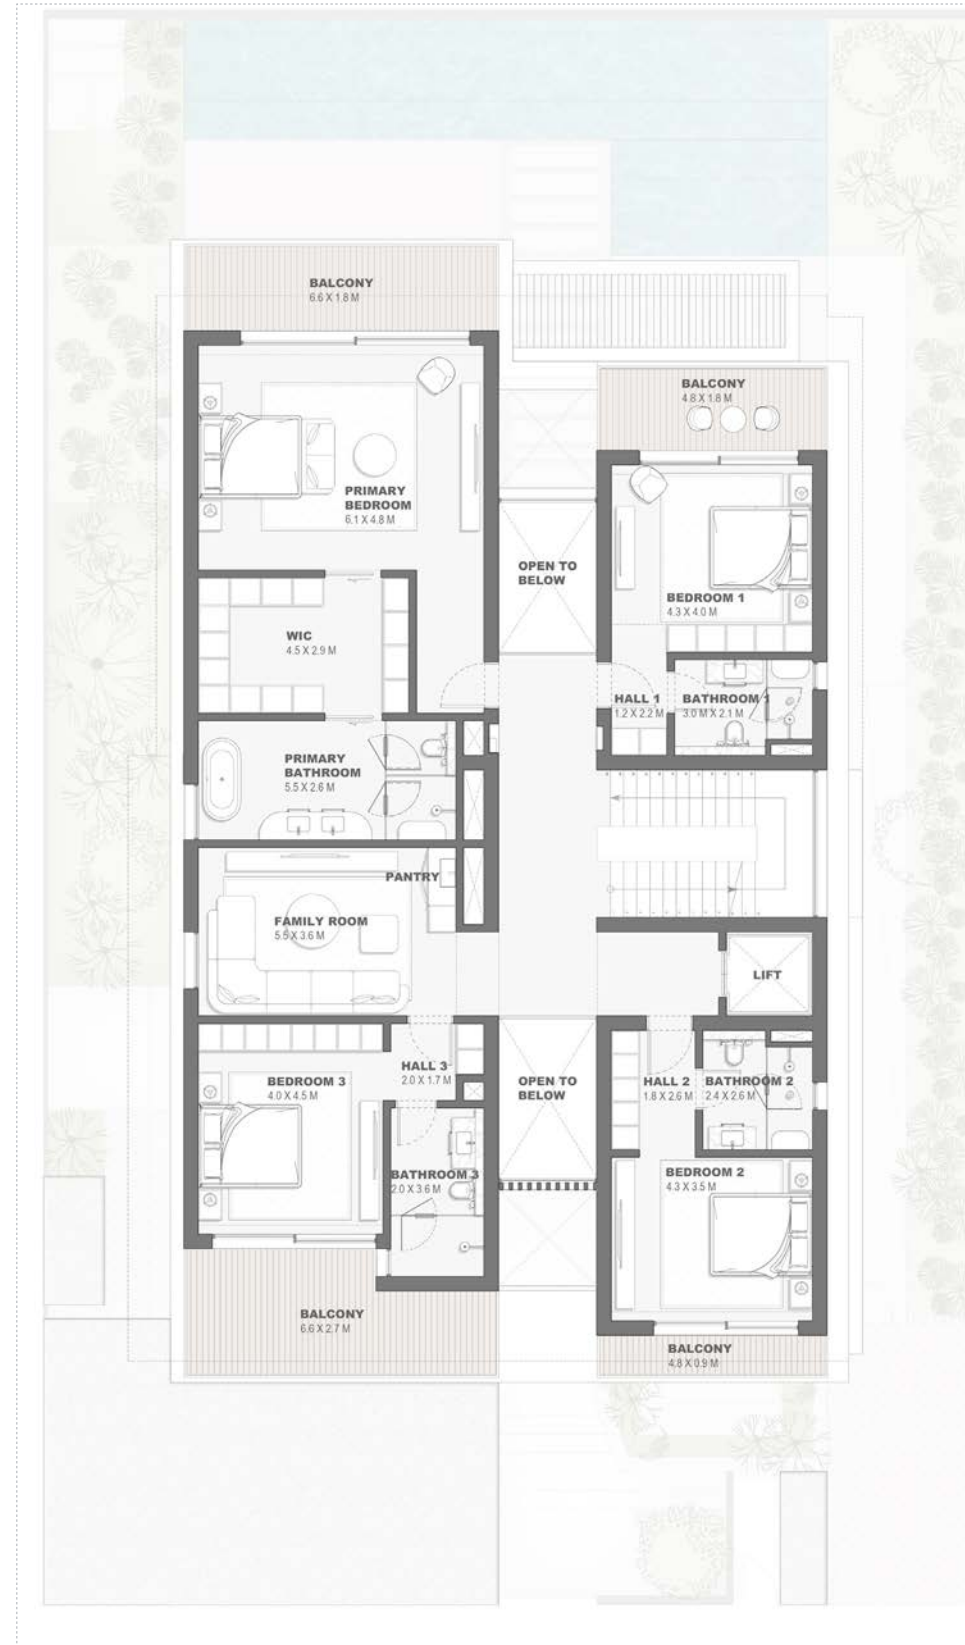 BALCONY
6.6 X 1.8 M
BALCONY
4.8 X 1.8 M
PRIMARY
BEDROOM
6.1 X 4.8 M
OPEN TO
BELOW
BEDROOM 1
4.3 X 4.0 M
WIC
4.5 X 2.9 M
HALL 1
1.2 X 2.2 M
BATHROOM 1
3.0 M X 2.1 M
PRIMARY
BATHROOM
5.5 X 2.6 M
PANTRY
FAMILY ROOM
5.5 X 3.6 M
LIFT
HALL 3
2.0 X 1.7 M
BEDROOM 3
4.0 X 4.5 M
OPEN TO
BELOW
HALL 2
1.8 X 2.6 M
BATHROOM 2
2.4 X 2.6 M
BATHROOM 3
2.0 X 3.6 M
BEDROOM 2
4.3 X 3.5 M
BALCONY
6.6 X 2.7 M
BALCONY
4.8 X 0.9 M